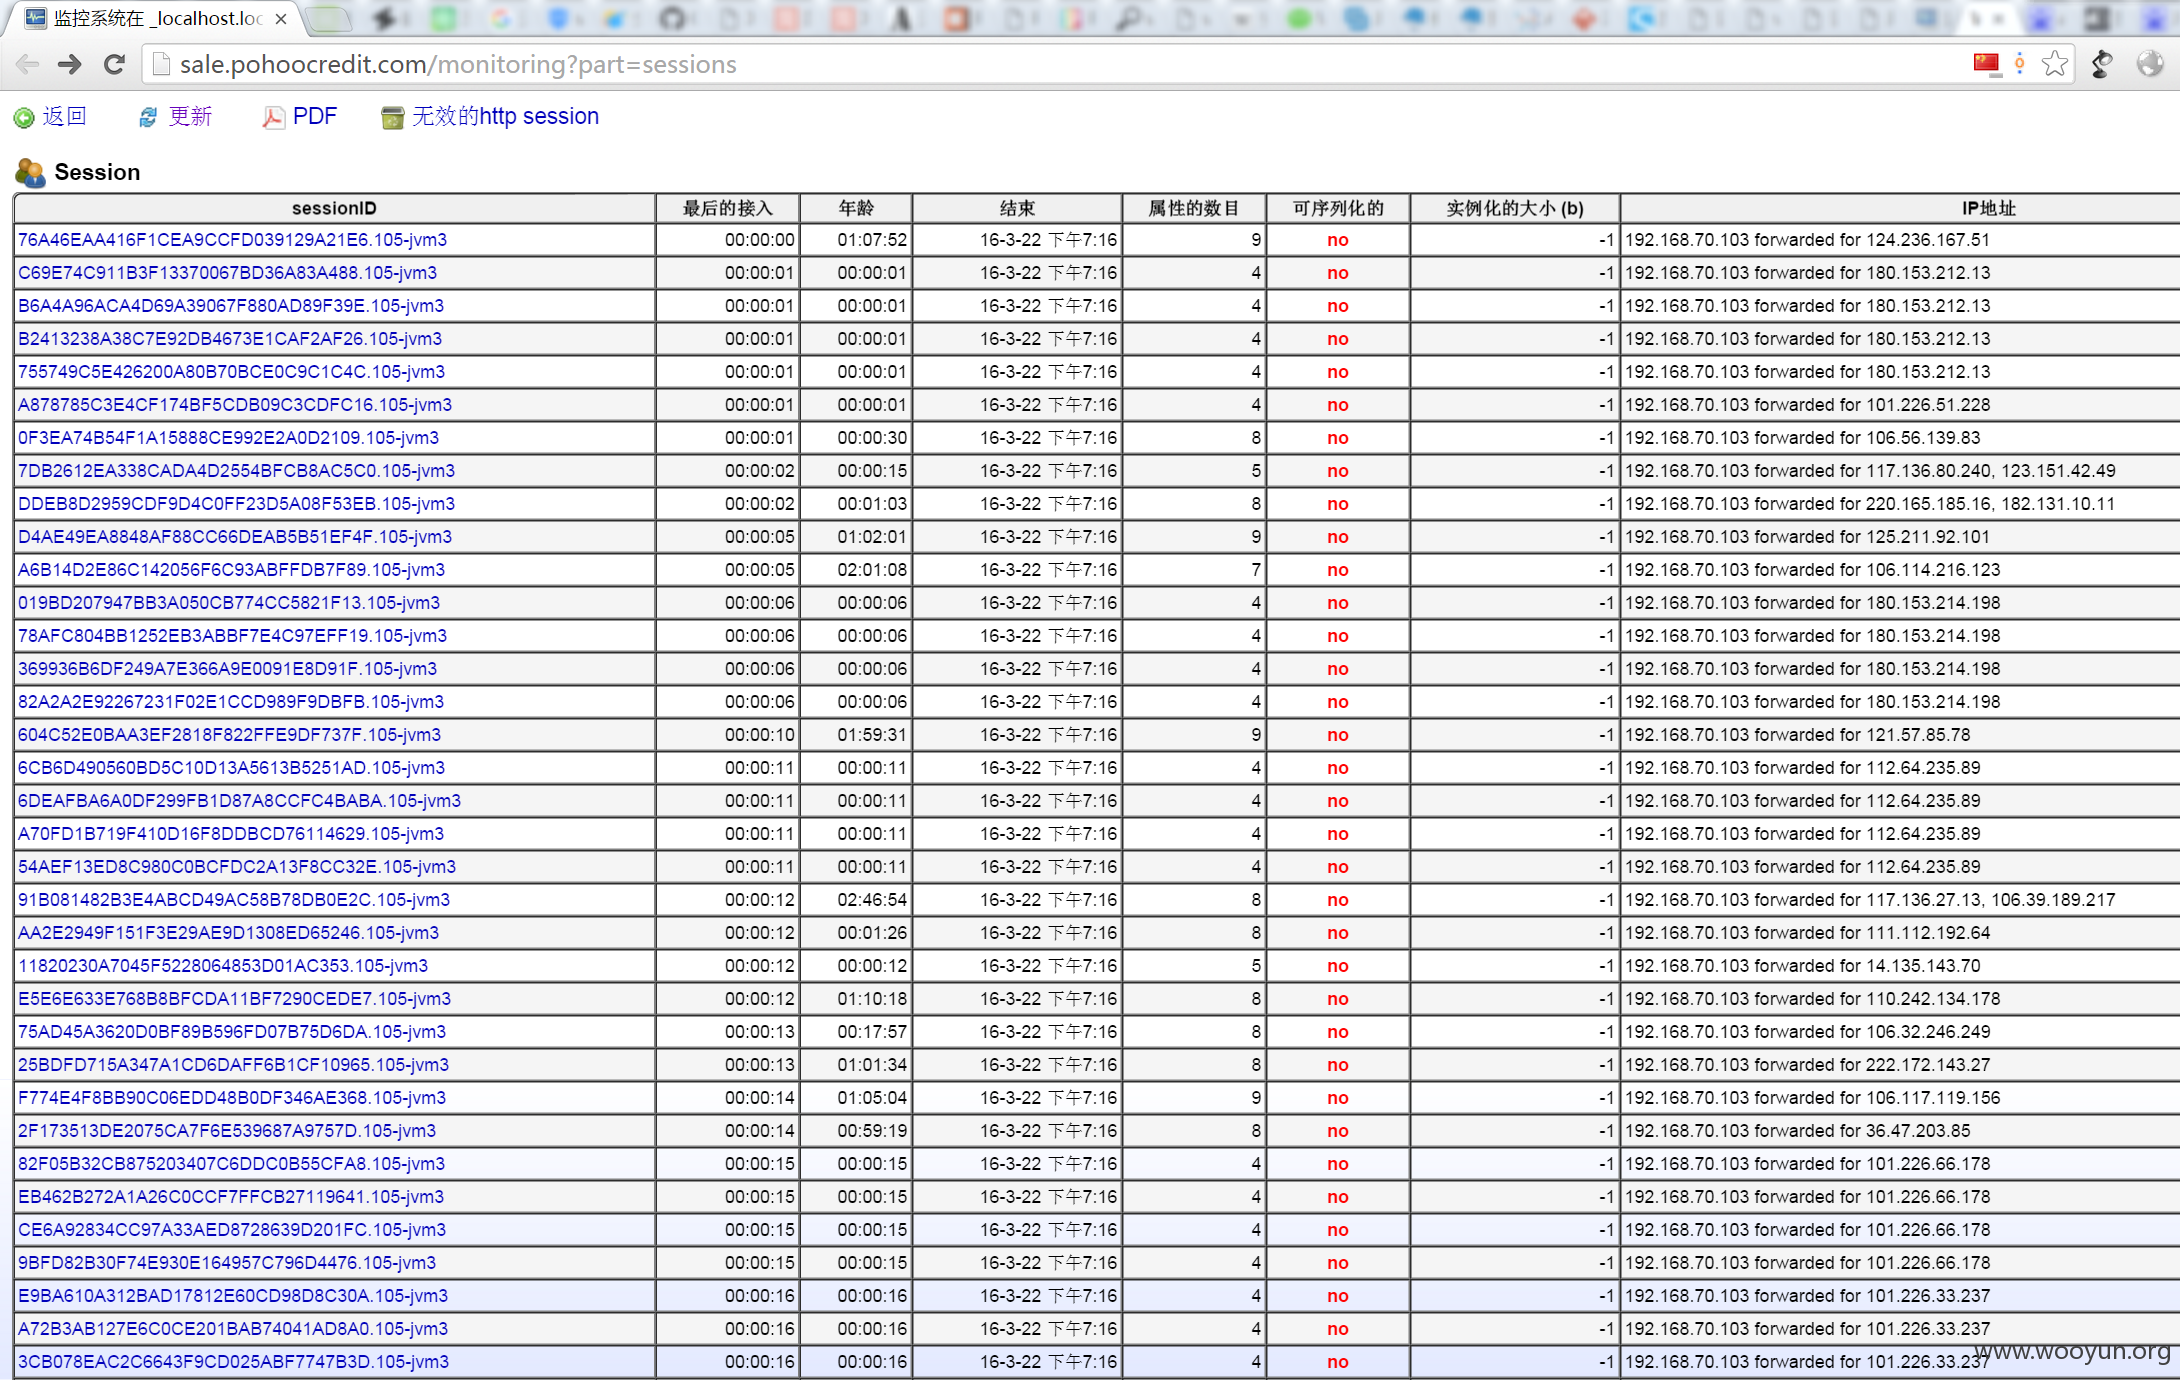 监控系统在 _localhost.loc
sale.pohoocredit.com/monitoring?part=sessions
返回 更新 PDF 无效的http session
Session
sessionID 最后的接入 年龄 结束 属性的数目 可序列化的 实例化的大小 (b) IP地址
76A46EAA416F1CEA9CCFD039129A21E6.105-jvm3 00:00:00 01:07:52 16-3-22 下午7:16 9 no -1 192.168.70.103 forwarded for 124.236.167.51
C69E74C911B3F13370067BD36A83A488.105-jvm3 00:00:01 00:00:01 16-3-22 下午7:16 4 no -1 192.168.70.103 forwarded for 180.153.212.13
B6A4A96ACA4D69A39067F880AD89F39E.105-jvm3 00:00:01 00:00:01 16-3-22 下午7:16 4 no -1 192.168.70.103 forwarded for 180.153.212.13
B2413238A38C7E92DB4673E1CAF2AF26.105-jvm3 00:00:01 00:00:01 16-3-22 下午7:16 4 no -1 192.168.70.103 forwarded for 180.153.212.13
755749C5E426200A80B70BCE0C9C1C4C.105-jvm3 00:00:01 00:00:01 16-3-22 下午7:16 4 no -1 192.168.70.103 forwarded for 180.153.212.13
A878785C3E4CF174BF5CDB09C3CDFC16.105-jvm3 00:00:01 00:00:01 16-3-22 下午7:16 4 no -1 192.168.70.103 forwarded for 101.226.51.228
0F3EA74B54F1A15888CE992E2A0D2109.105-jvm3 00:00:01 00:00:30 16-3-22 下午7:16 8 no -1 192.168.70.103 forwarded for 106.56.139.83
7DB2612EA338CADA4D2554BFCB8AC5C0.105-jvm3 00:00:02 00:00:15 16-3-22 下午7:16 5 no -1 192.168.70.103 forwarded for 117.136.80.240, 123.151.42.49
DDEB8D2959CDF9D4C0FF23D5A08F53EB.105-jvm3 00:00:02 00:01:03 16-3-22 下午7:16 8 no -1 192.168.70.103 forwarded for 220.165.185.16, 182.131.10.11
D4AE49EA8848AF88CC66DEAB5B51EF4F.105-jvm3 00:00:05 01:02:01 16-3-22 下午7:16 9 no -1 192.168.70.103 forwarded for 125.211.92.101
A6B14D2E86C142056F6C93ABFFDB7F89.105-jvm3 00:00:05 02:01:08 16-3-22 下午7:16 7 no -1 192.168.70.103 forwarded for 106.114.216.123
019BD207947BB3A050CB774CC5821F13.105-jvm3 00:00:06 00:00:06 16-3-22 下午7:16 4 no -1 192.168.70.103 forwarded for 180.153.214.198
78AFC804BB1252EB3ABBF7E4C97EFF19.105-jvm3 00:00:06 00:00:06 16-3-22 下午7:16 4 no -1 192.168.70.103 forwarded for 180.153.214.198
369936B6DF249A7E366A9E0091E8D91F.105-jvm3 00:00:06 00:00:06 16-3-22 下午7:16 4 no -1 192.168.70.103 forwarded for 180.153.214.198
82A2A2E92267231F02E1CCD989F9DBFB.105-jvm3 00:00:06 00:00:06 16-3-22 下午7:16 4 no -1 192.168.70.103 forwarded for 180.153.214.198
604C52E0BAA3EF2818F822FFE9DF737F.105-jvm3 00:00:10 01:59:31 16-3-22 下午7:16 9 no -1 192.168.70.103 forwarded for 121.57.85.78
6CB6D490560BD5C10D13A5613B5251AD.105-jvm3 00:00:11 00:00:11 16-3-22 下午7:16 4 no -1 192.168.70.103 forwarded for 112.64.235.89
6DEAFBA6A0DF299FB1D87A8CCFC4BABA.105-jvm3 00:00:11 00:00:11 16-3-22 下午7:16 4 no -1 192.168.70.103 forwarded for 112.64.235.89
A70FD1B719F410D16F8DDBCD76114629.105-jvm3 00:00:11 00:00:11 16-3-22 下午7:16 4 no -1 192.168.70.103 forwarded for 112.64.235.89
54AEF13ED8C980C0BCFDC2A13F8CC32E.105-jvm3 00:00:11 00:00:11 16-3-22 下午7:16 4 no -1 192.168.70.103 forwarded for 112.64.235.89
91B081482B3E4ABCD49AC58B78DB0E2C.105-jvm3 00:00:12 02:46:54 16-3-22 下午7:16 8 no -1 192.168.70.103 forwarded for 117.136.27.13, 106.39.189.217
AA2E2949F151F3E29AE9D1308ED65246.105-jvm3 00:00:12 00:01:26 16-3-22 下午7:16 8 no -1 192.168.70.103 forwarded for 111.112.192.64
11820230A7045F5228064853D01AC353.105-jvm3 00:00:12 00:00:12 16-3-22 下午7:16 5 no -1 192.168.70.103 forwarded for 14.135.143.70
E5E6E633E768B8BFCDA11BF7290CEDE7.105-jvm3 00:00:12 01:10:18 16-3-22 下午7:16 8 no -1 192.168.70.103 forwarded for 110.242.134.178
75AD45A3620D0BF89B596FD07B75D6DA.105-jvm3 00:00:13 00:17:57 16-3-22 下午7:16 8 no -1 192.168.70.103 forwarded for 106.32.246.249
25BDFD715A347A1CD6DAFF6B1CF10965.105-jvm3 00:00:13 01:01:34 16-3-22 下午7:16 8 no -1 192.168.70.103 forwarded for 222.172.143.27
F774E4F8BB90C06EDD48B0DF346AE368.105-jvm3 00:00:14 01:05:04 16-3-22 下午7:16 9 no -1 192.168.70.103 forwarded for 106.117.119.156
2F173513DE2075CA7F6E539687A9757D.105-jvm3 00:00:14 00:59:19 16-3-22 下午7:16 8 no -1 192.168.70.103 forwarded for 36.47.203.85
82F05B32CB875203407C6DDC0B55CFA8.105-jvm3 00:00:15 00:00:15 16-3-22 下午7:16 4 no -1 192.168.70.103 forwarded for 101.226.66.178
EB462B272A1A26C0CCF7FFCB27119641.105-jvm3 00:00:15 00:00:15 16-3-22 下午7:16 4 no -1 192.168.70.103 forwarded for 101.226.66.178
CE6A92834CC97A33AED8728639D201FC.105-jvm3 00:00:15 00:00:15 16-3-22 下午7:16 4 no -1 192.168.70.103 forwarded for 101.226.66.178
9BFD82B30F74E930E164957C796D4476.105-jvm3 00:00:15 00:00:15 16-3-22 下午7:16 4 no -1 192.168.70.103 forwarded for 101.226.66.178
E9BA610A312BAD17812E60CD98D8C30A.105-jvm3 00:00:16 00:00:16 16-3-22 下午7:16 4 no -1 192.168.70.103 forwarded for 101.226.33.237
A72B3AB127E6C0CE201BAB74041AD8A0.105-jvm3 00:00:16 00:00:16 16-3-22 下午7:16 4 no -1 192.168.70.103 forwarded for 101.226.33.237
3CB078EAC2C6643F9CD025ABF7747B3D.105-jvm3 00:00:16 00:00:16 16-3-22 下午7:16 4 no -1 192.168.70.103 forwarded for 101.226.33.237
www.wooyun.org